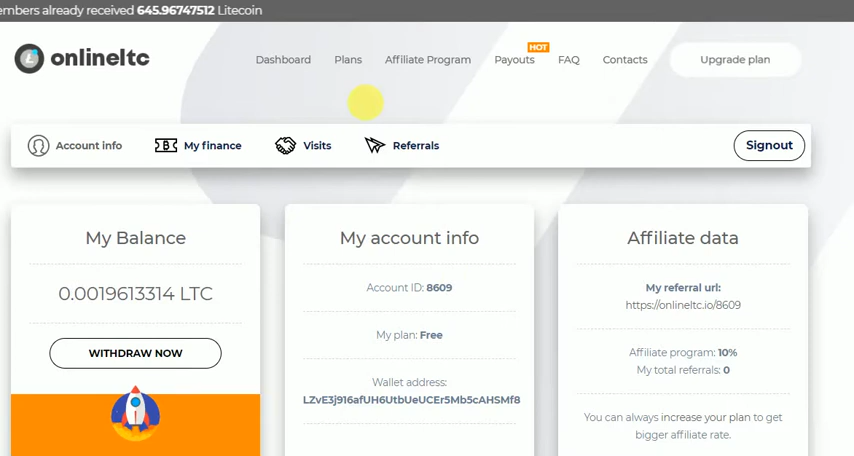 embers already received 645.96747512 Litecoin
onlineltc
Dashboard Plans Affiliate Program Payouts HOT FAQ Contacts Upgrade plan
Account info My finance Visits Referrals Signout
My Balance
0.0019613314 LTC
WITHDRAW NOW
My account info
Account ID: 8609
My plan: Free
Wallet address:
LZvE3j916afUH6UtbUeUCEr5Mb5cAHSMf8
Affiliate data
My referral url:
https://onlineltc.io/8609
Affiliate program: 10%
My total referrals: 0
You can always increase your plan to get
bigger affiliate rate.